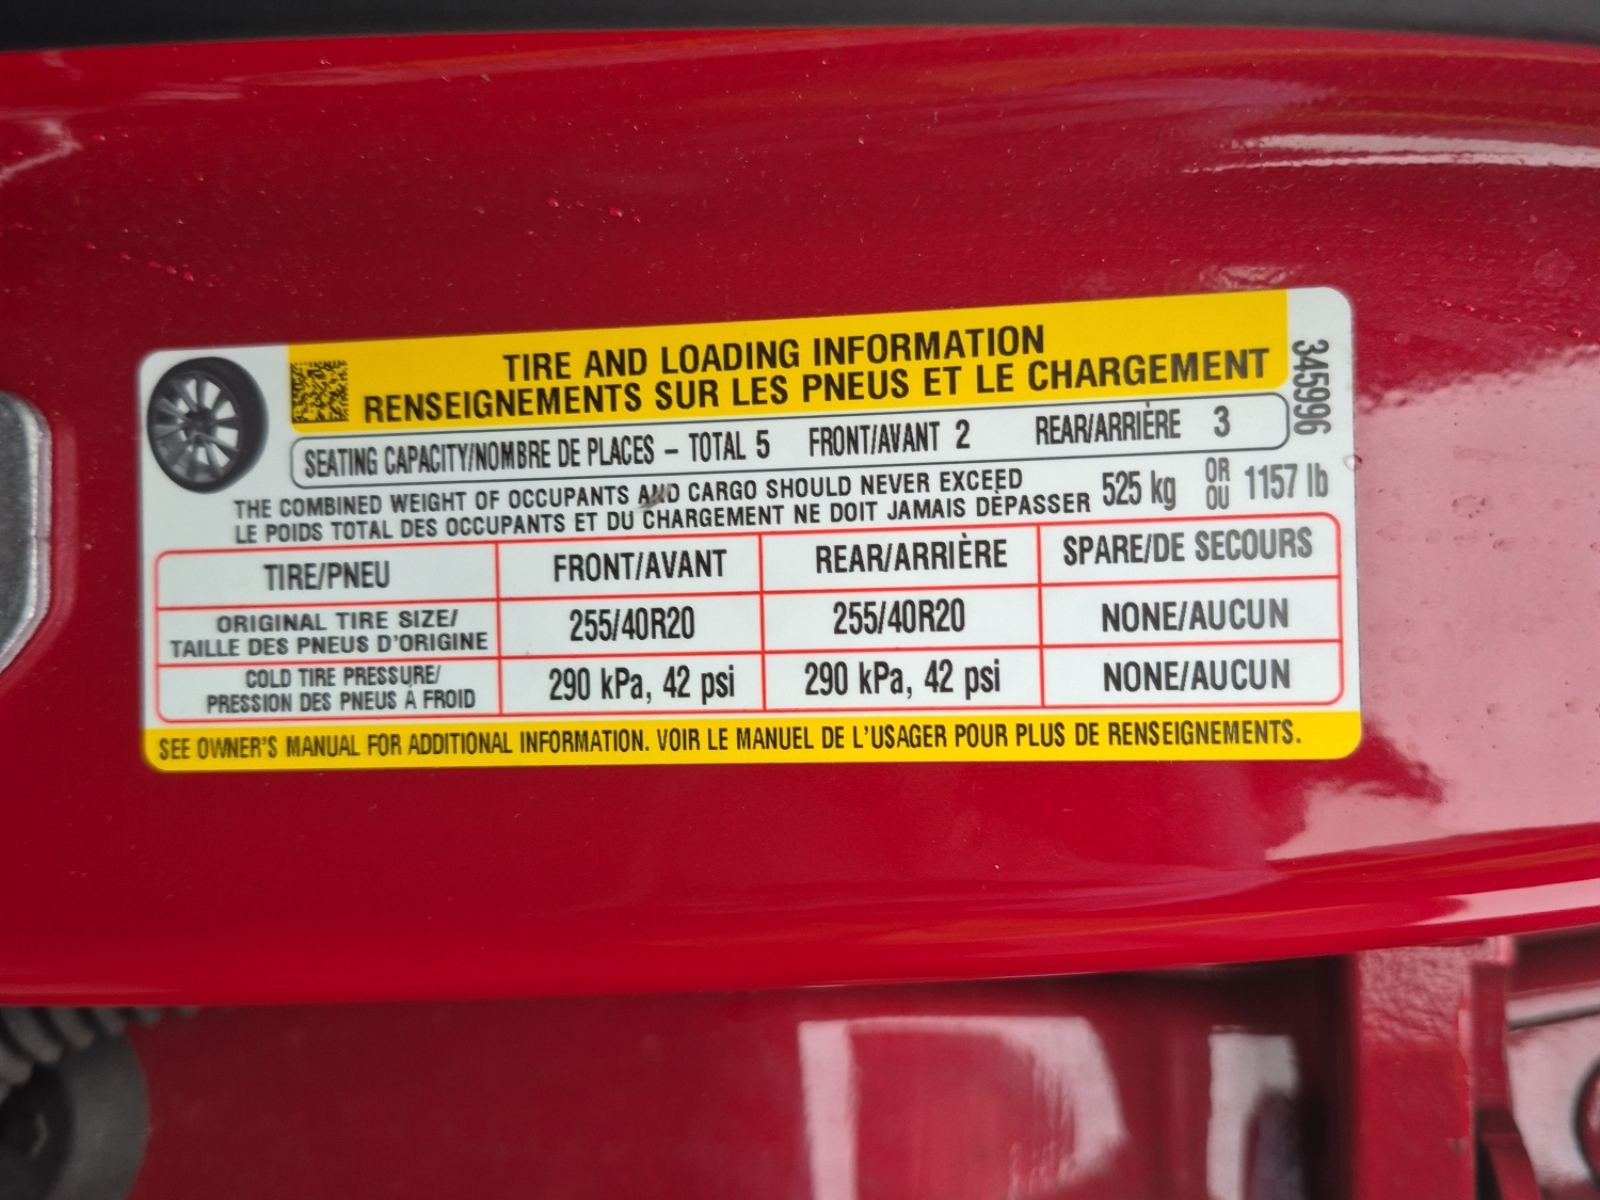 TIRE AND LOADING INFORMATION
RENSEIGNEMENTS SUR LES PNEUS ET LE CHARGEMENT
345996
SEATING CAPACITY/NOMBRE DE PLACES – TOTAL 5 FRONT/AVANT 2 REAR/ARRIÈRE 3
THE COMBINED WEIGHT OF OCCUPANTS AND CARGO SHOULD NEVER EXCEED
LE POIDS TOTAL DES OCCUPANTS ET DU CHARGEMENT NE DOIT JAMAIS DÉPASSER
525 kg OR OU 1157 lb
TIRE/PNEU FRONT/AVANT REAR/ARRIÈRE SPARE/DE SECOURS
ORIGINAL TIRE SIZE/
TAILLE DES PNEUS D'ORIGINE 255/40R20 255/40R20 NONE/AUCUN
COLD TIRE PRESSURE/
PRESSION DES PNEUS À FROID 290 kPa, 42 psi 290 kPa, 42 psi NONE/AUCUN
SEE OWNER'S MANUAL FOR ADDITIONAL INFORMATION. VOIR LE MANUEL DE L'USAGER POUR PLUS DE RENSEIGNEMENTS.